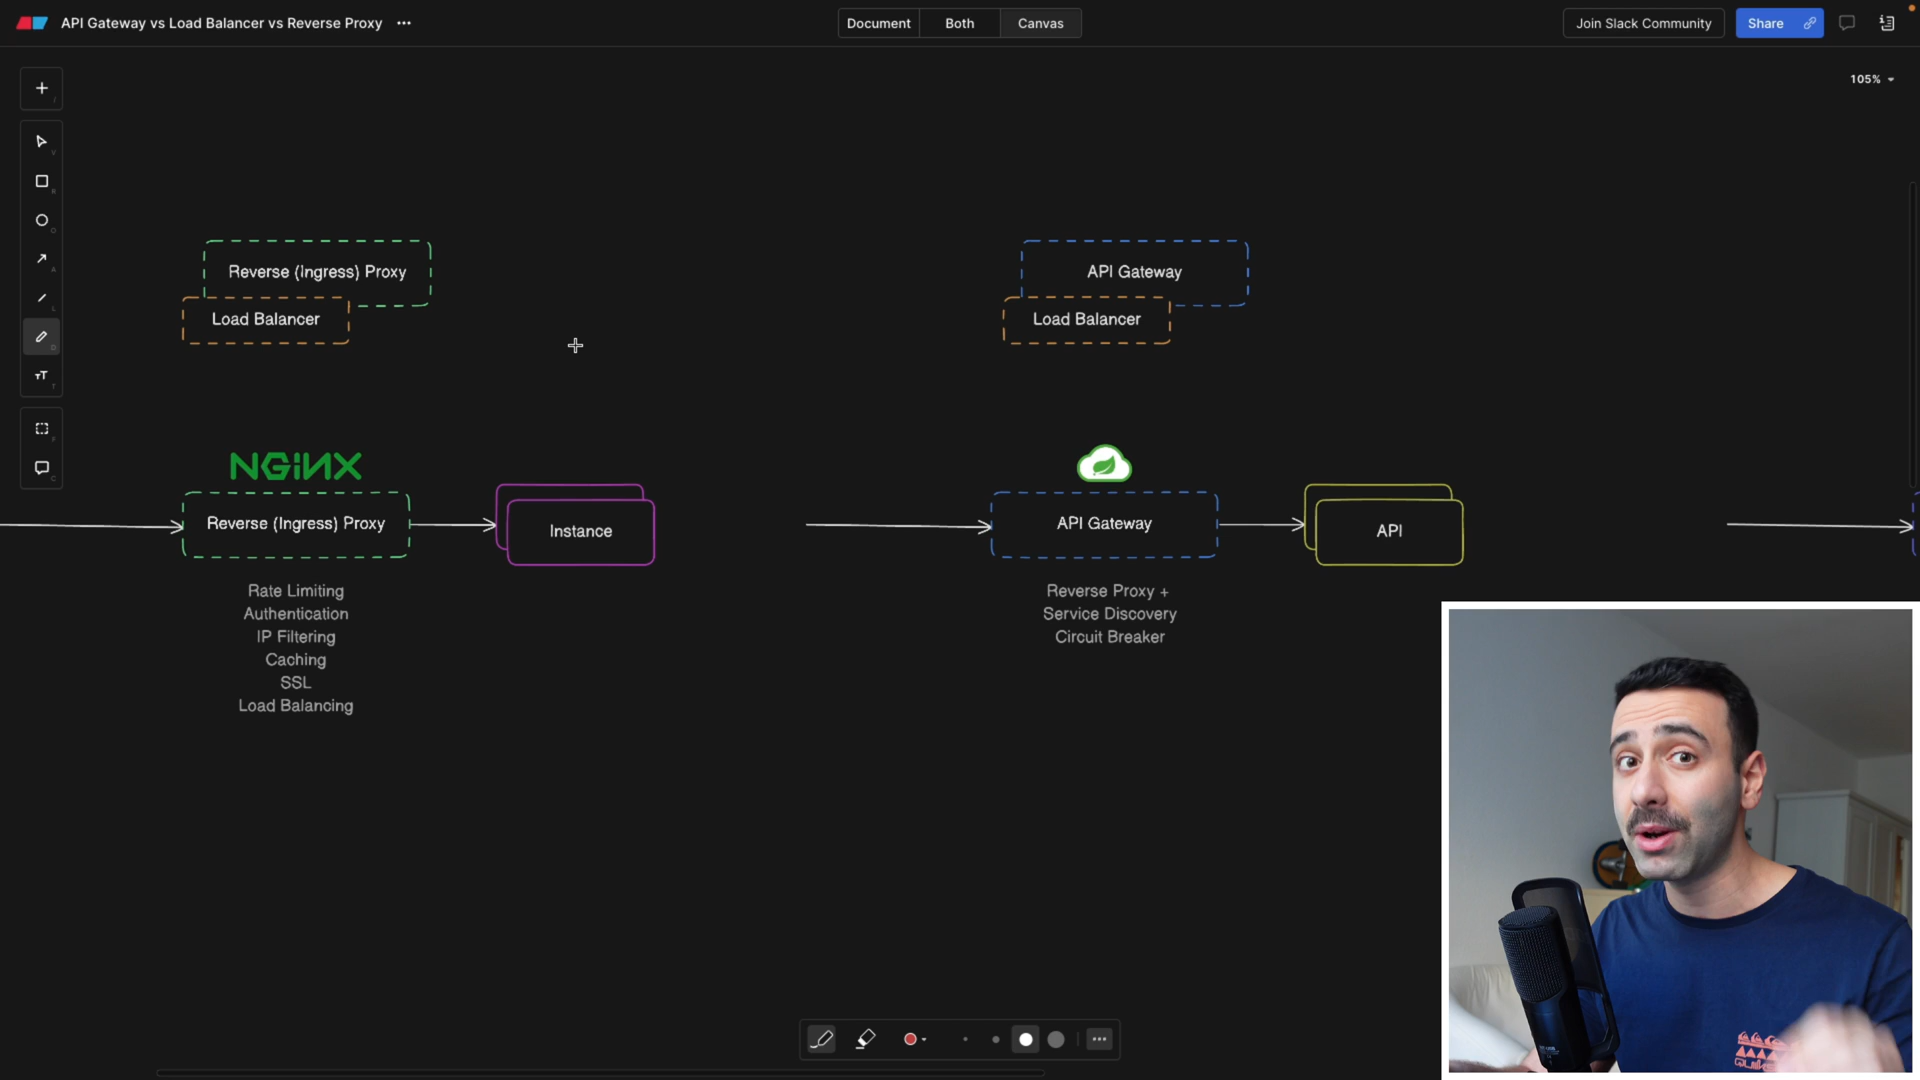 API Gateway vs Load Balancer vs Reverse Proxy
Document
Both
Canvas
Join Slack Community
Share
105%
Reverse (Ingress) Proxy
Load Balancer
API Gateway
Load Balancer
NGINX
Reverse (Ingress) Proxy
Instance
Rate Limiting
Authentication
IP Filtering
Caching
SSL
Load Balancing
API Gateway
API
Reverse Proxy +
Service Discovery
Circuit Breaker